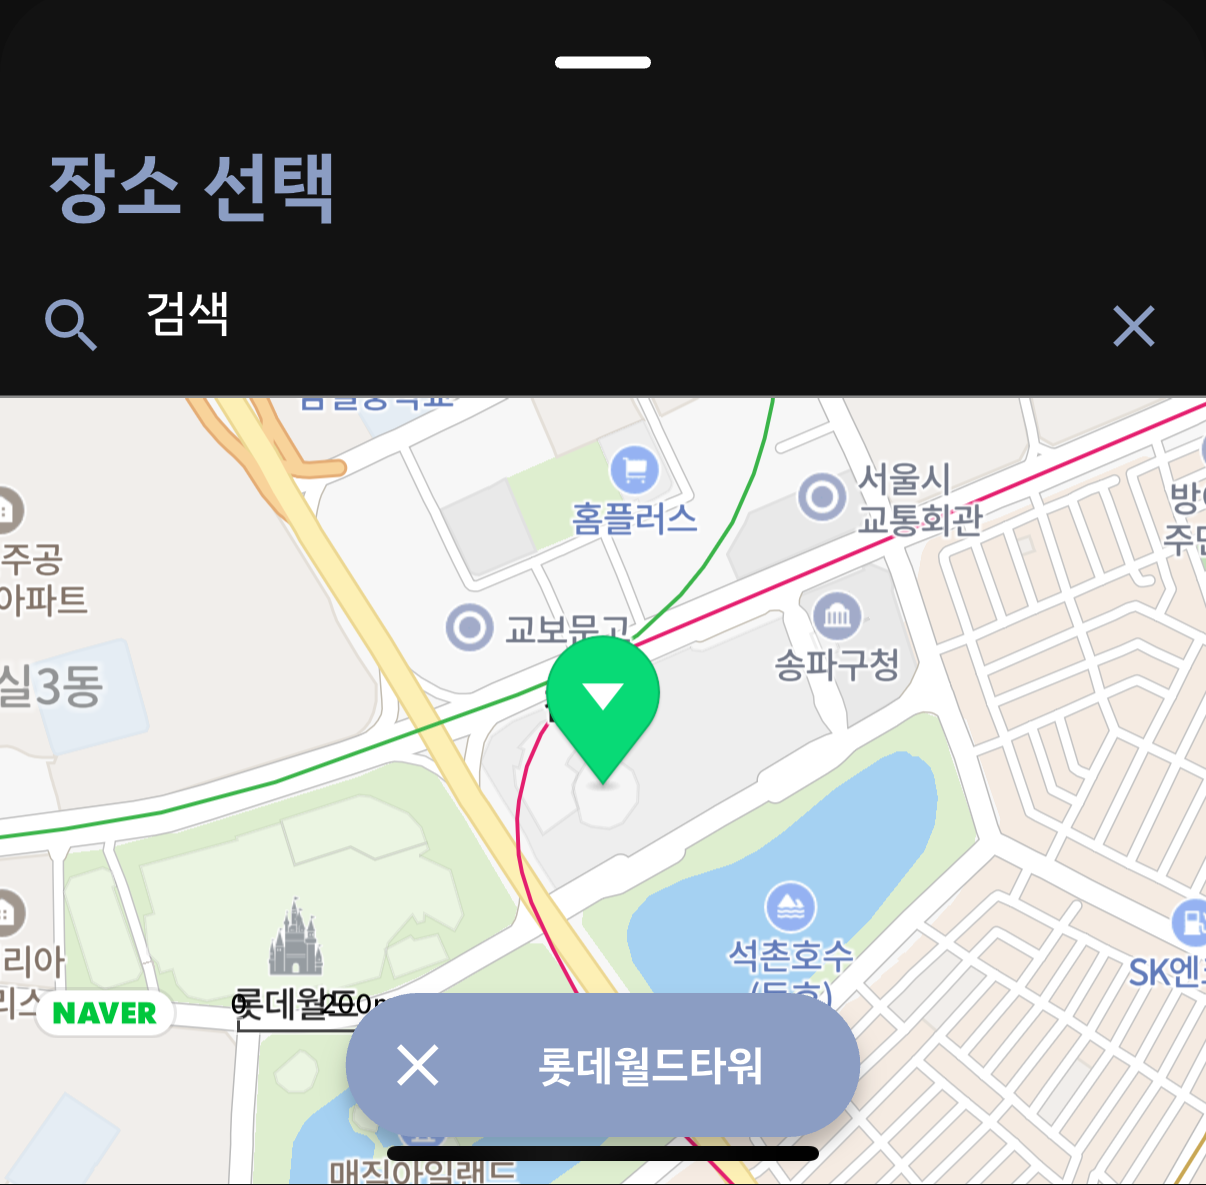 장소 선택
검색
홈플러스
서울시
교통회관
방
주공
아파트
주민
교보문고
송파구청
실3동
리아
리스
석촌호수
(동호)
SK엔
롯데월드
0
200m
NAVER
롯데월드타워
매직아일랜드